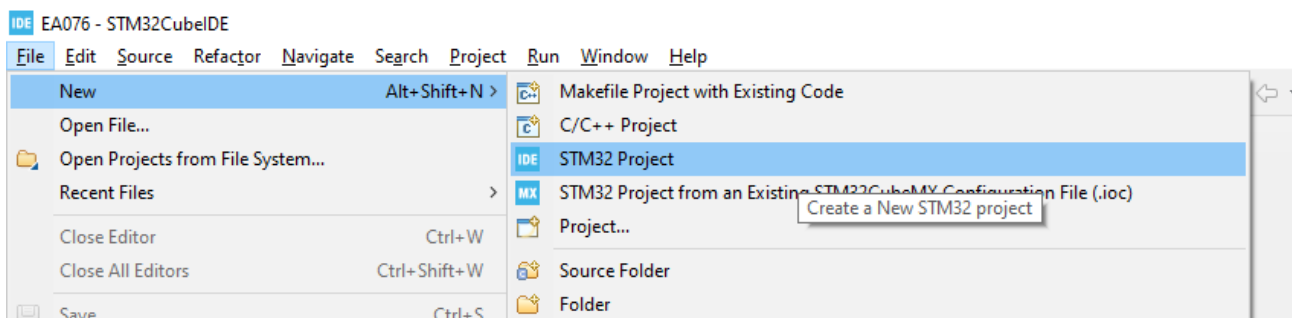 IDE EA076 - STM32CubeIDE
File Edit Source Refactor Navigate Search Project Run Window Help
New Alt+Shift+N >
Open File...
Open Projects from File System...
Recent Files >
Close Editor Ctrl+W
Close All Editors Ctrl+Shift+W
Save Ctrl+S
C++ Makefile Project with Existing Code
C C/C++ Project
IDE STM32 Project
MX STM32 Project from an Existing STM32CubeMX Configuration File (.ioc)
Create a New STM32 project
Project...
Source Folder
Folder